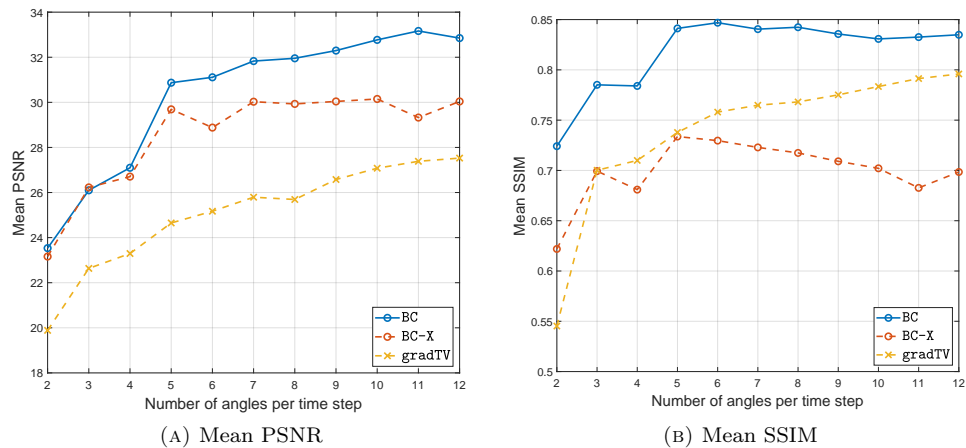 34
32
30
28
26
24
22
20
18
Mean PSNR
2 3 4 5 6 7 8 9 10 11 12
Number of angles per time step
BC
BC-X
gradTV
(A) Mean PSNR
0.85
0.8
0.75
0.7
0.65
0.6
0.55
0.5
Mean SSIM
2 3 4 5 6 7 8 9 10 11 12
Number of angles per time step
BC
BC-X
gradTV
(B) Mean SSIM